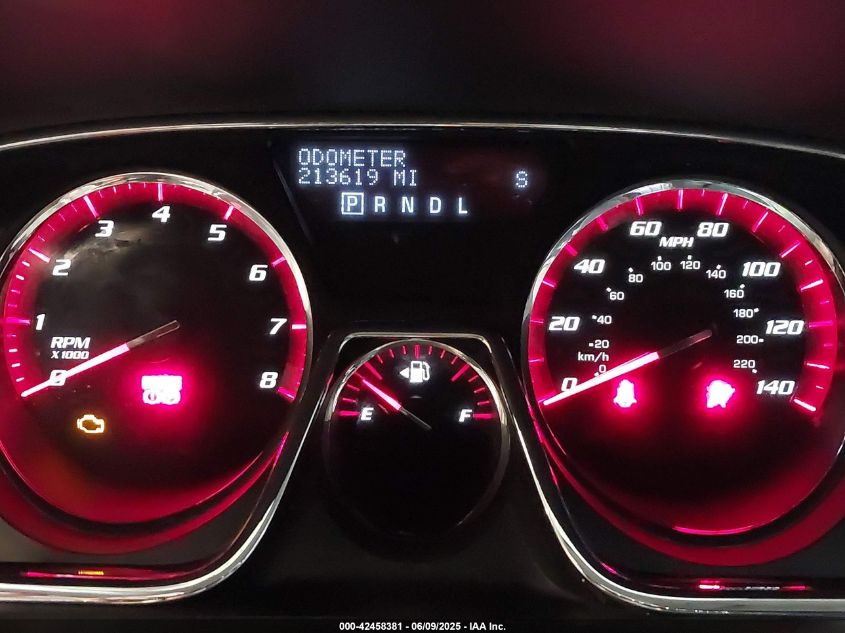 ODOMETER
213619 MI S
P R N D L
0 1 2 3 4 5 6 7 8
RPM
X1000
E F
0 20 40 60 80 100 120 140
MPH
0 20 40 60 80 100 120 140 160 180 200 220
km/h
000-42458381 - 06/09/2025 - IAA Inc.